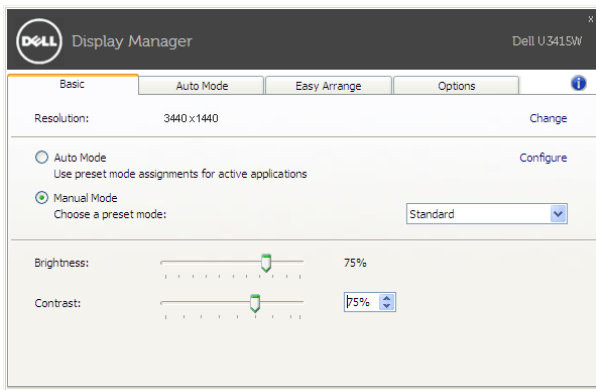 x
DELL Display Manager Dell U3415W
Basic Auto Mode Easy Arrange Options i
Resolution: 3440 x 1440 Change
Auto Mode Configure
Use preset mode assignments for active applications
Manual Mode
Choose a preset mode: Standard
Brightness: 75%
Contrast: 75%